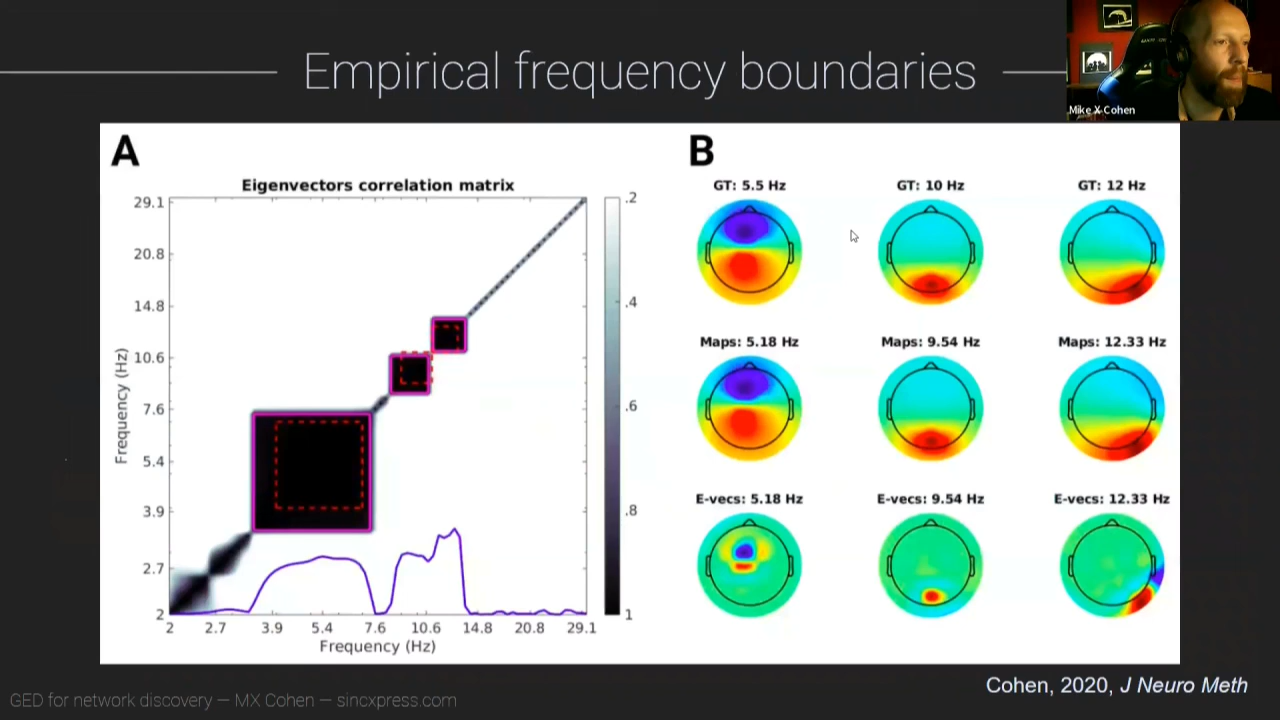 Empirical frequency boundaries
Mike X Cohen
A
Eigenvectors correlation matrix
29.1
20.8
14.8
10.6
7.6
5.4
3.9
2.7
2
Frequency (Hz)
2 2.7 3.9 5.4 7.6 10.6 14.8 20.8 29.1
Frequency (Hz)
.2
.4
.6
.8
1
B
GT: 5.5 Hz GT: 10 Hz GT: 12 Hz
Maps: 5.18 Hz Maps: 9.54 Hz Maps: 12.33 Hz
E-vecs: 5.18 Hz E-vecs: 9.54 Hz E-vecs: 12.33 Hz
Cohen, 2020, J Neuro Meth
GED for network discovery — MX Cohen — sincxpress.com